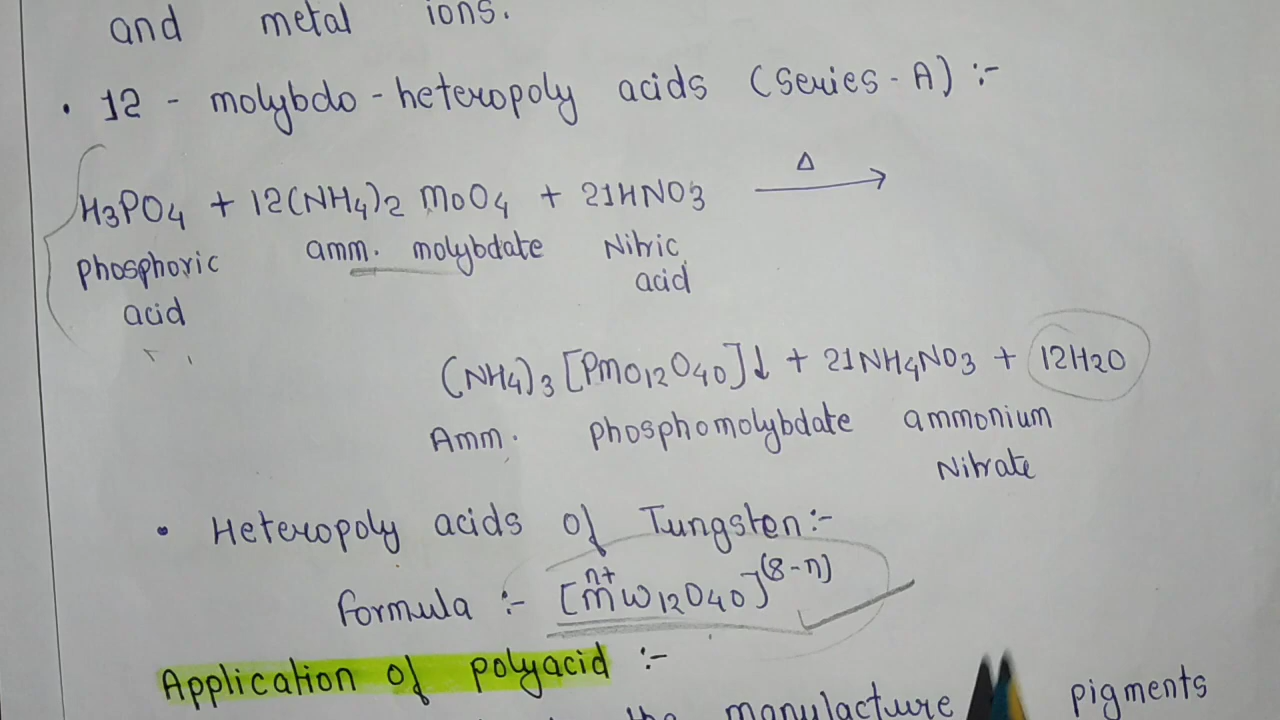 and metal ions.
• 12 - molybdo - heteropoly acids (Series - A) :-
H3PO4 + 12(NH4)2 MoO4 + 21HNO3 Δ→
phosphoric acid amm. molybdate Nitric acid
(NH4)3 [PMO12O40]↓ + 21NH4NO3 + 12H2O
Amm. phosphomolybdate ammonium Nitrate
• Heteropoly acids of Tungsten:-
formula :- [M^n+ W12O40]^(8-n)
Application of polyacid :-
the manufacture pigments